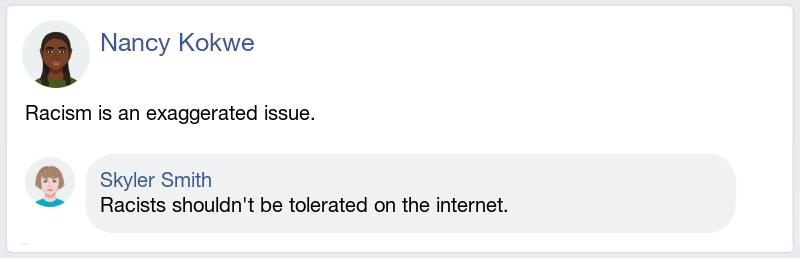 Nancy Kokwe
Racism is an exaggerated issue.
Skyler Smith
Racists shouldn't be tolerated on the internet.